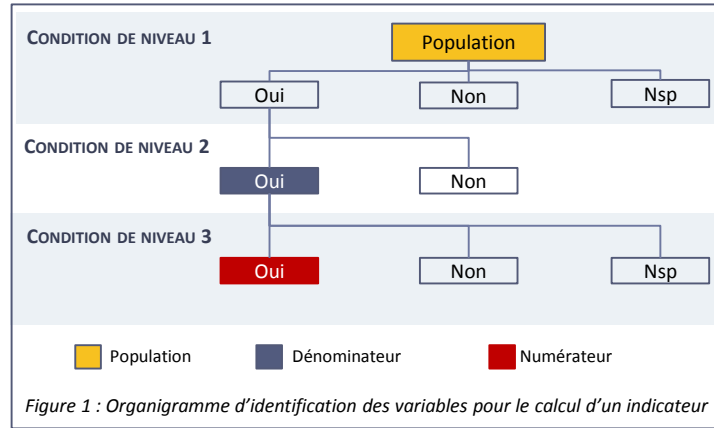 CONDITION DE NIVEAU 1
Population
Oui Non Nsp
CONDITION DE NIVEAU 2
Oui Non
CONDITION DE NIVEAU 3
Oui Non Nsp
Population Dénominateur Numérateur
Figure 1 : Organigramme d’identification des variables pour le calcul d’un indicateur